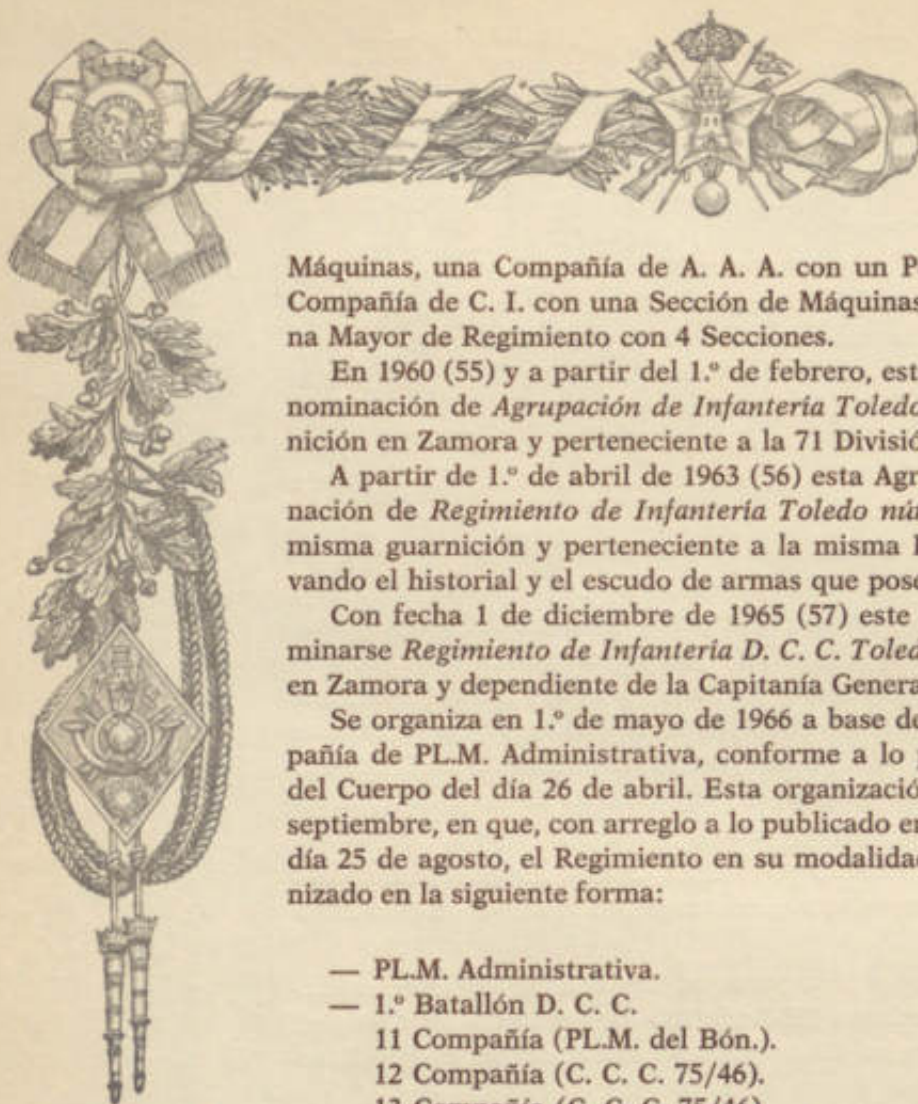 Máquinas, una Compañía de A. A. A. con un P
Compañía de C. I. con una Sección de Máquinas
na Mayor de Regimiento con 4 Secciones.
En 1960 (55) y a partir del 1.º de febrero, est
nominación de Agrupación de Infantería Toledo
nición en Zamora y perteneciente a la 71 Divisió
A partir de 1.º de abril de 1963 (56) esta Agr
nación de Regimiento de Infantería Toledo nú
misma guarnición y perteneciente a la misma
vando el historial y el escudo de armas que pose
Con fecha 1 de diciembre de 1965 (57) este
minarse Regimiento de Infantería D. C. C. Toled
en Zamora y dependiente de la Capitanía Genera
Se organiza en 1.º de mayo de 1966 a base de
pañía de PL.M. Administrativa, conforme a lo
del Cuerpo del día 26 de abril. Esta organizació
septiembre, en que, con arreglo a lo publicado en
día 25 de agosto, el Regimiento en su modalida
nizado en la siguiente forma:
— PL.M. Administrativa.
— 1.º Batallón D. C. C.
11 Compañía (PL.M. del Bón.).
12 Compañía (C. C. C. 75/46).
13 Compañía (C. C. C. 75/46).